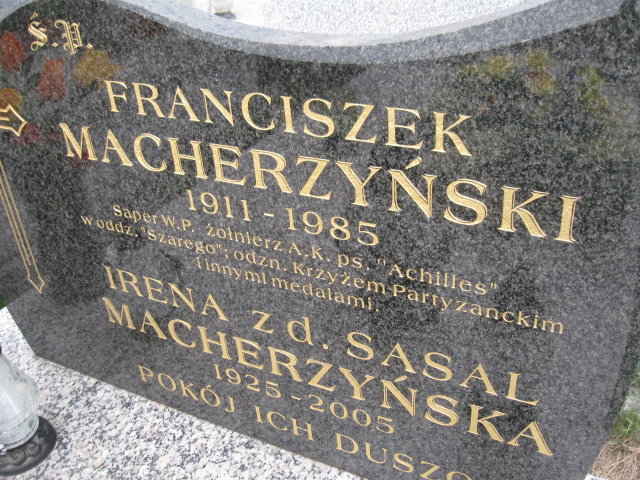 Ś.P.
FRANCISZEK
MACHERZYŃSKI
1911 - 1985
Saper W.P. żołnierz A.K. ps. "Achilles"
w oddz. "Szarego"; odzn. Krzyżem Partyzanckim
i innymi medalami.
IRENA z d. SASAL
MACHERZYŃSKA
1925 - 2005
POKÓJ ICH DUSZO